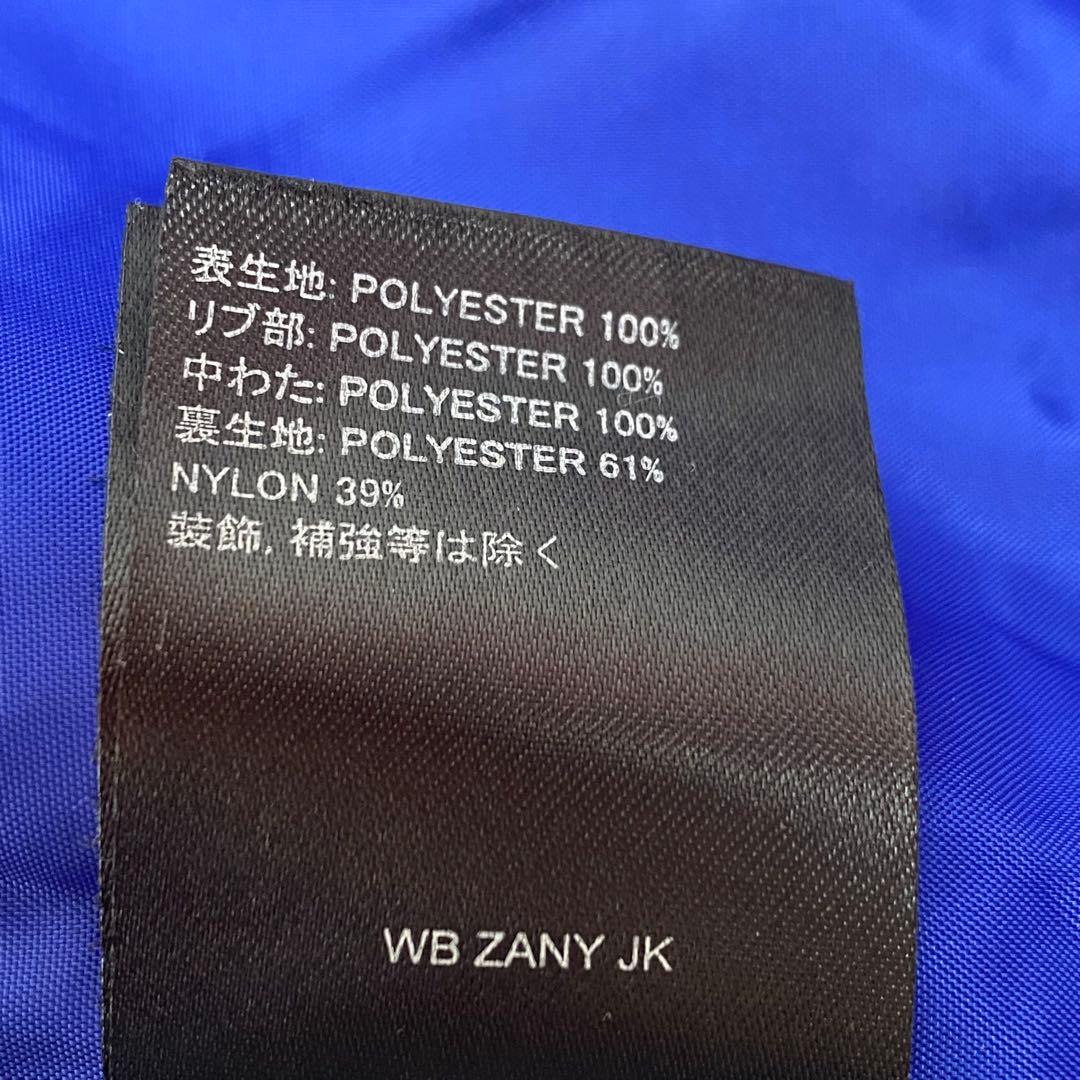 表生地: POLYESTER 100%
リブ部: POLYESTER 100%
中わた: POLYESTER 100%
裏生地: POLYESTER 61%
NYLON 39%
装飾, 補強等は除く
WB ZANY JK